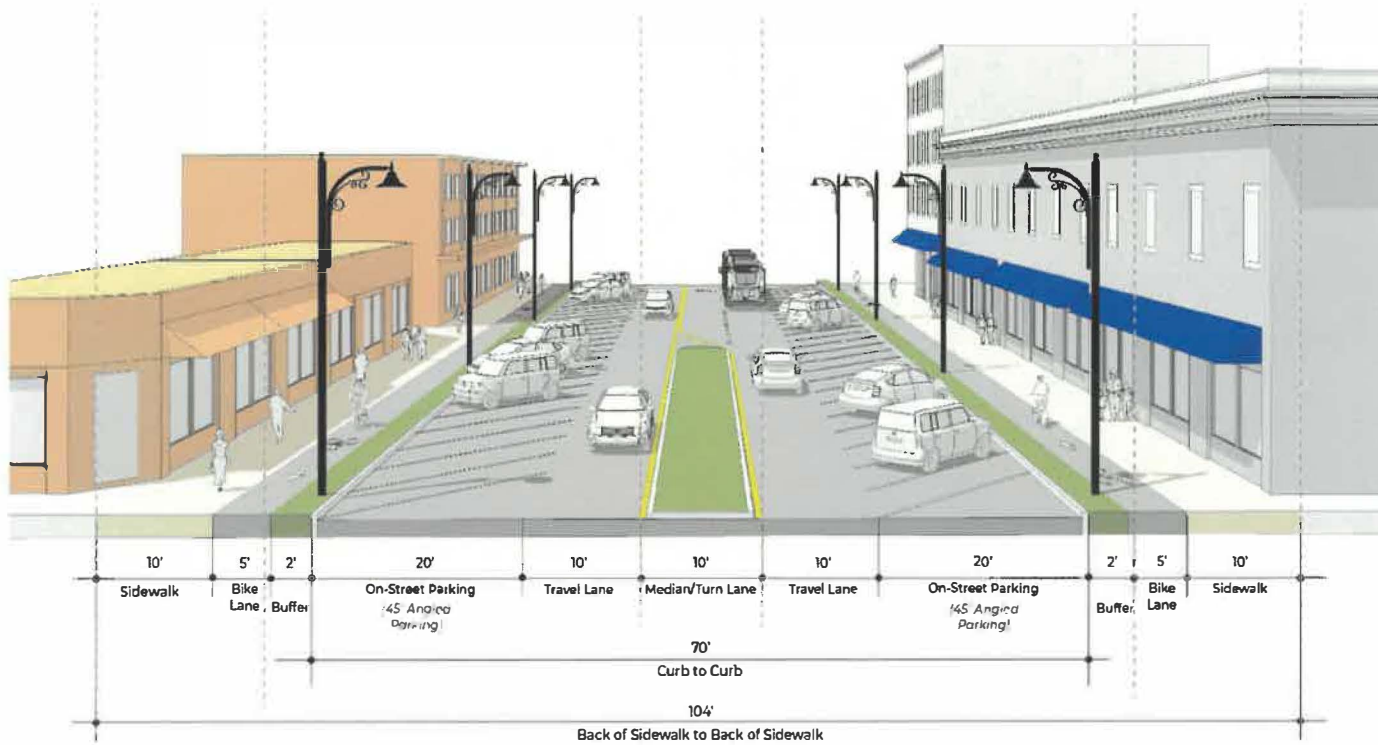 10' 5' 2' 20' 10' 10' 10' 20' 2' 5' 10'
Sidewalk Bike Lane Buffer On-Street Parking Travel Lane Median/Turn Lane Travel Lane On-Street Parking Buffer Bike Lane Sidewalk
45' Angled
Parking
45' Angled
Parking
70'
Curb to Curb
104'
Back of Sidewalk to Back of Sidewalk